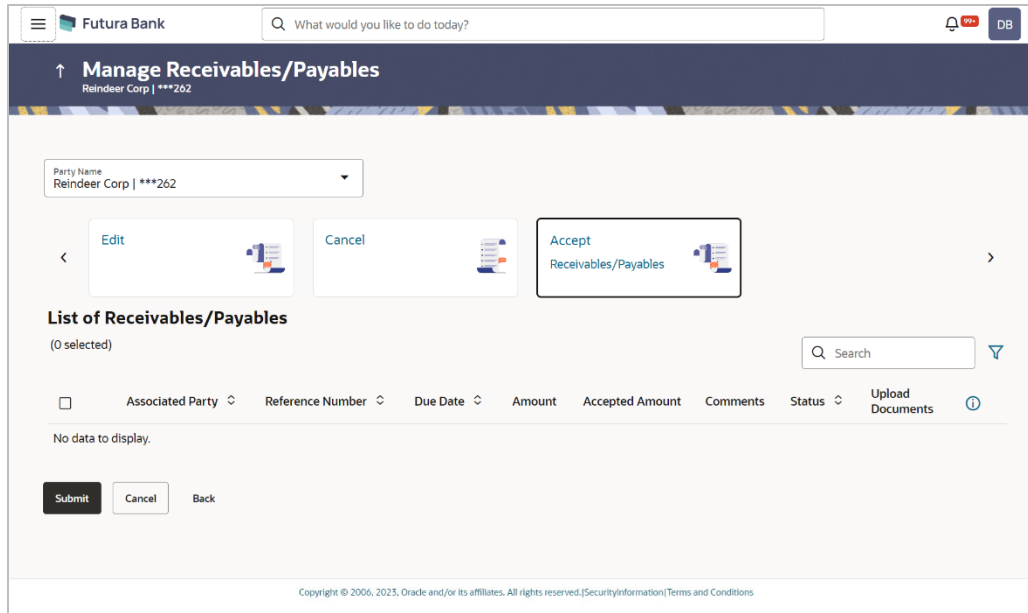 Futura Bank
What would you like to do today?
99+
DB
Manage Receivables/Payables
Reindeer Corp | ***262
Party Name
Reindeer Corp | ***262
Edit
Cancel
Accept
Receivables/Payables
List of Receivables/Payables
(0 selected)
Search
Associated Party Reference Number Due Date Amount Accepted Amount Comments Status Upload
Documents
No data to display.
Submit Cancel Back
Copyright © 2006, 2023, Oracle and/or its affiliates. All rights reserved.|SecurityInformation|Terms and Conditions